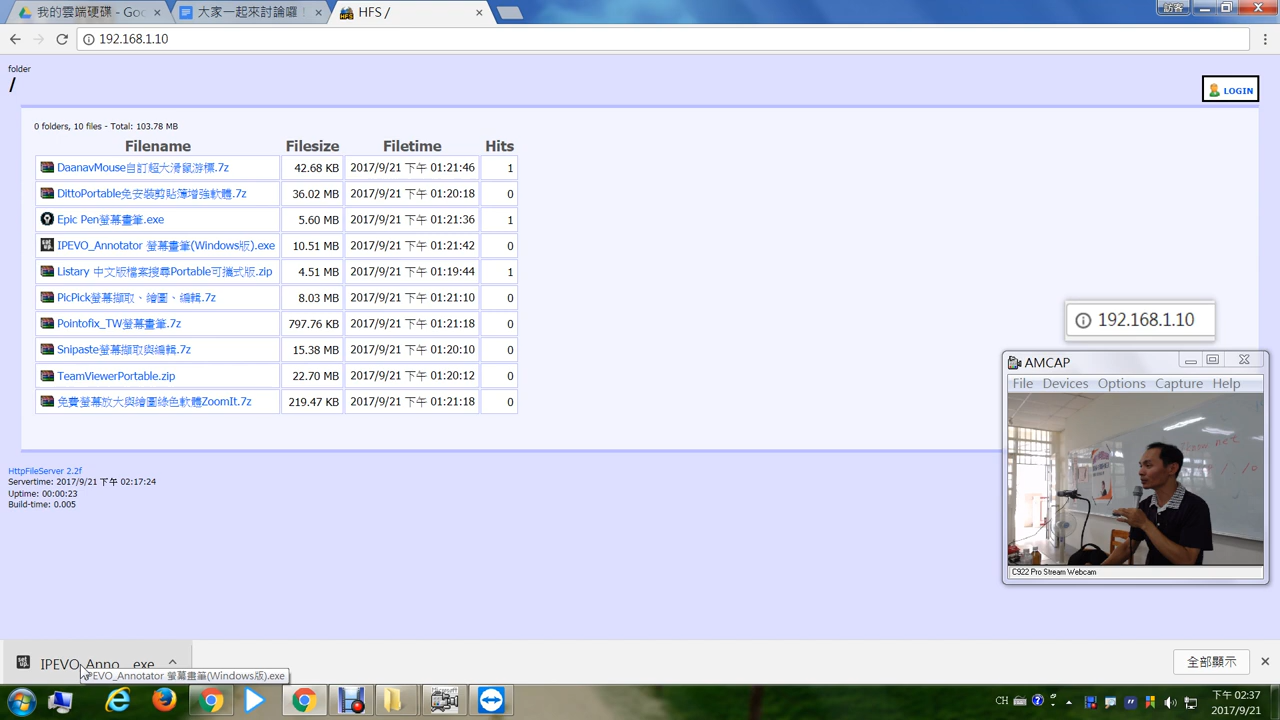 我的雲端硬碟 - Goo
大家一起來討論囉！
HFS /
訪客
192.168.1.10
folder
/
LOGIN
0 folders, 10 files - Total: 103.78 MB
Filename Filesize Filetime Hits
DaanavMouse自訂超大滑鼠游標.7z 42.68 KB 2017/9/21 下午 01:21:46 1
DittoPortable免安裝剪貼簿增強軟體.7z 36.02 MB 2017/9/21 下午 01:20:18 0
Epic Pen螢幕畫筆.exe 5.60 MB 2017/9/21 下午 01:21:36 1
IPEVO_Annotator 螢幕畫筆(Windows版).exe 10.51 MB 2017/9/21 下午 01:21:42 0
Listary 中文版檔案搜尋Portable可攜式版.zip 4.51 MB 2017/9/21 下午 01:19:44 1
PicPick螢幕擷取、繪圖、編輯.7z 8.03 MB 2017/9/21 下午 01:21:10 0
Pointofix_TW螢幕畫筆.7z 797.76 KB 2017/9/21 下午 01:21:18 0
Snipaste螢幕擷取與編輯.7z 15.38 MB 2017/9/21 下午 01:20:10 0
TeamViewerPortable.zip 22.70 MB 2017/9/21 下午 01:20:12 0
免費螢幕放大與繪圖綠色軟體ZoomIt.7z 219.47 KB 2017/9/21 下午 01:21:18 0
192.168.1.10
AMCAP
File Devices Options Capture Help
C922 Pro Stream Webcam
HttpFileServer 2.2f
Servertime: 2017/9/21 下午 02:17:24
Uptime: 00:00:23
Build-time: 0.005
IPEVO_Anno....exe
IPEVO_Annotator 螢幕畫筆(Windows版).exe
全部顯示
CH
下午 02:37
2017/9/21